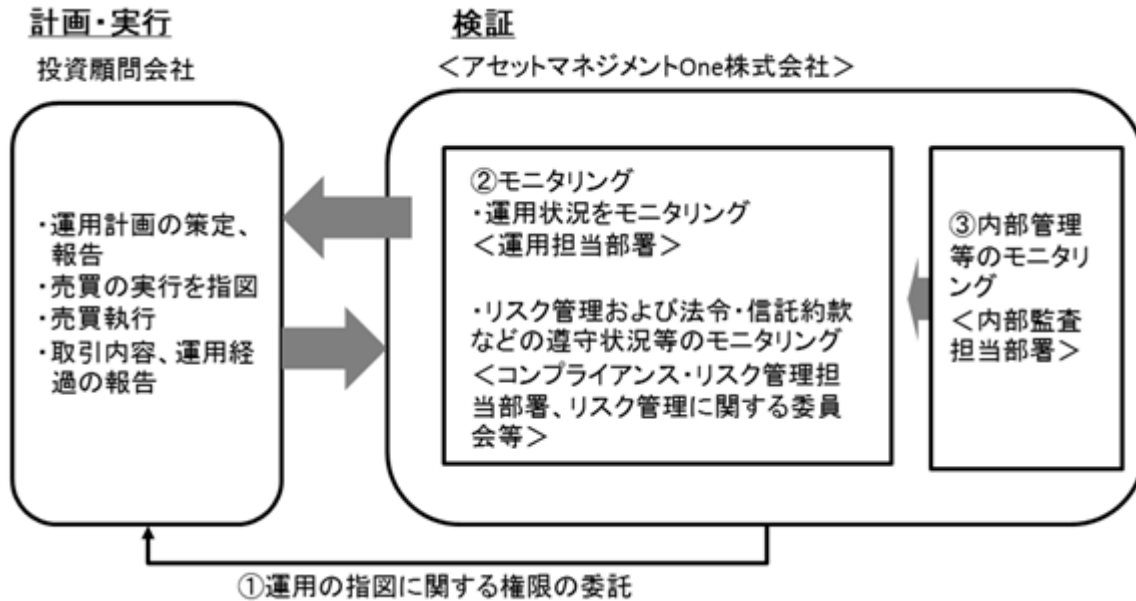 計画・実行
投資顧問会社
・運用計画の策定、
報告
・売買の実行を指図
・売買執行
・取引内容、運用経
過の報告
検証
＜アセットマネジメントOne株式会社＞
②モニタリング
・運用状況をモニタリング
＜運用担当部署＞
・リスク管理および法令・信託約款
などの遵守状況等のモニタリング
＜コンプライアンス・リスク管理担
当部署、リスク管理に関する委員
会等＞
③内部管理
等のモニタリ
ング
＜内部監査
担当部署＞
①運用の指図に関する権限の委託